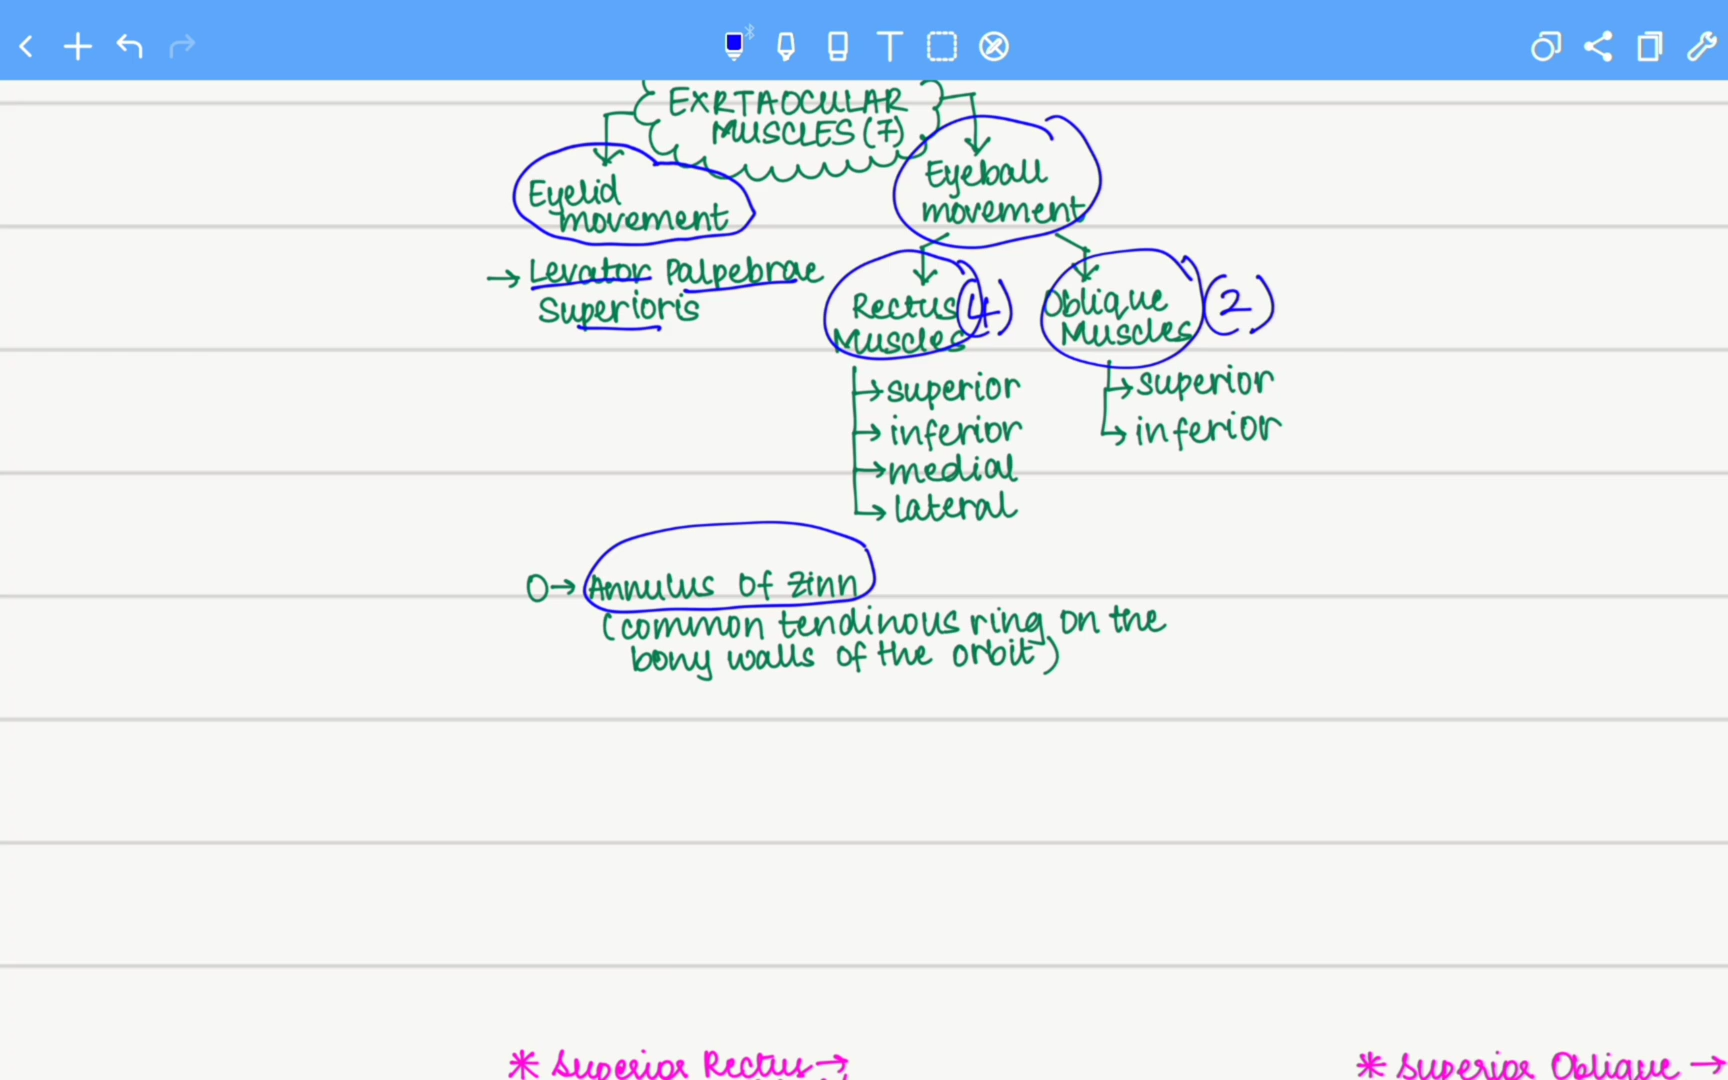 EXRTAOCULAR
MUSCLES (7)
Eyelid
movement
Eyeball
movement
→ Levator Palpebrae
Superioris
Rectus (4)
Muscles
Oblique (2)
Muscles
→ superior
→ inferior
→ medial
→ lateral
→ superior
→ inferior
O → Annulus of zinn
(common tendinous ring on the
bony walls of the orbit)
* Superior Rectus →
* Superior Oblique →